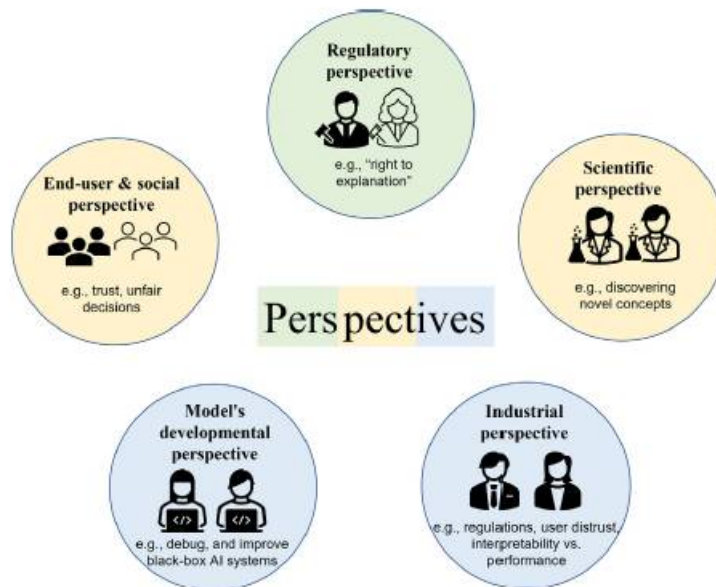 Regulatory
perspective
e.g., "right to
explanation"
End-user & social
perspective
e.g., trust, unfair
decisions
Scientific
perspective
e.g., discovering
novel concepts
Perspectives
Model's
developmental
perspective
</>
</>
e.g., debug, and improve
black-box AI systems
Industrial
perspective
e.g., regulations, user distrust,
interpretability vs.
performance